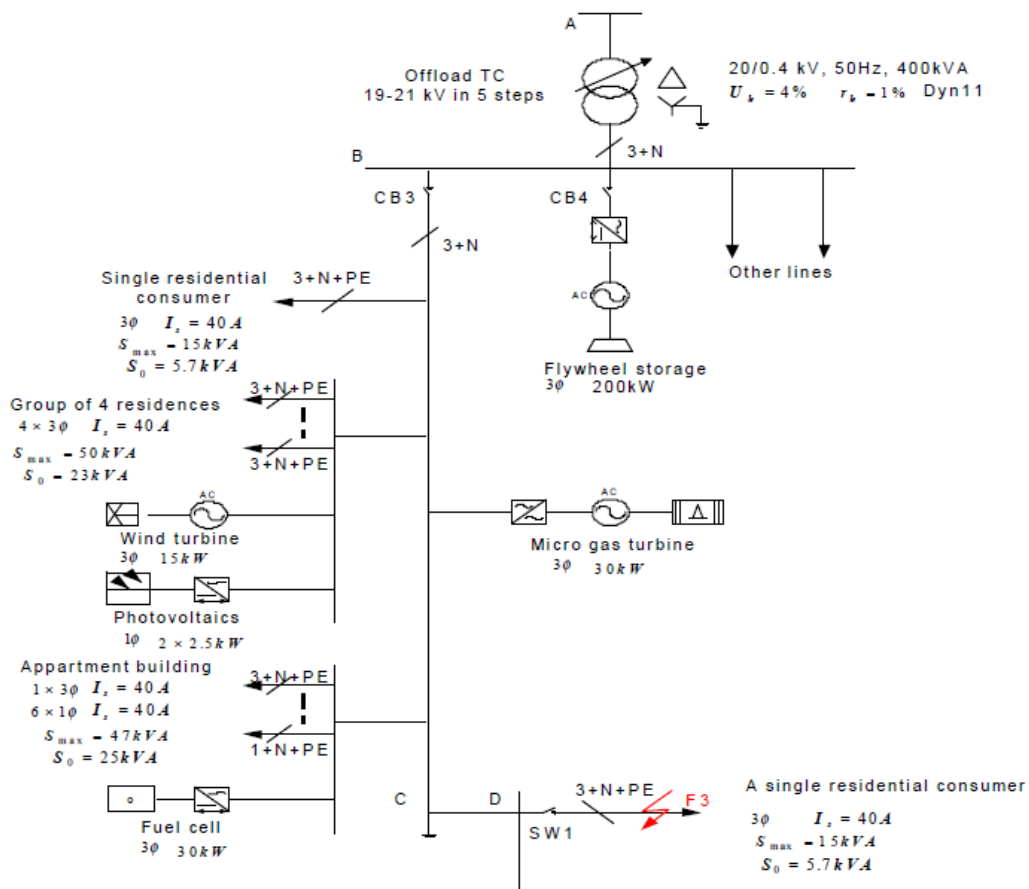 A
Offload TC
19-21 kV in 5 steps
20/0.4 kV, 50Hz, 400kVA
U_k = 4% r_k = 1% Dyn11
3+N
B
CB3
CB4
3+N
Other lines
Single residential
consumer
3+N+PE
3ϕ I_s = 40 A
S_max = 15kVA
S_0 = 5.7kVA
AC
Flywheel storage
3ϕ 200kW
Group of 4 residences
4 × 3ϕ I_s = 40 A
S_max = 50kVA
S_0 = 23kVA
3+N+PE
3+N+PE
AC
Wind turbine
3ϕ 15kW
Photovoltaics
1ϕ 2 × 2.5kW
AC
Micro gas turbine
3ϕ 30kW
Appartment building
1 × 3ϕ I_s = 40 A
6 × 1ϕ I_s = 40 A
S_max = 47kVA
S_0 = 25kVA
3+N+PE
1+N+PE
Fuel cell
3ϕ 30kW
C
D
SW1
3+N+PE
F3
A single residential consumer
3ϕ I_s = 40 A
S_max = 15kVA
S_0 = 5.7kVA